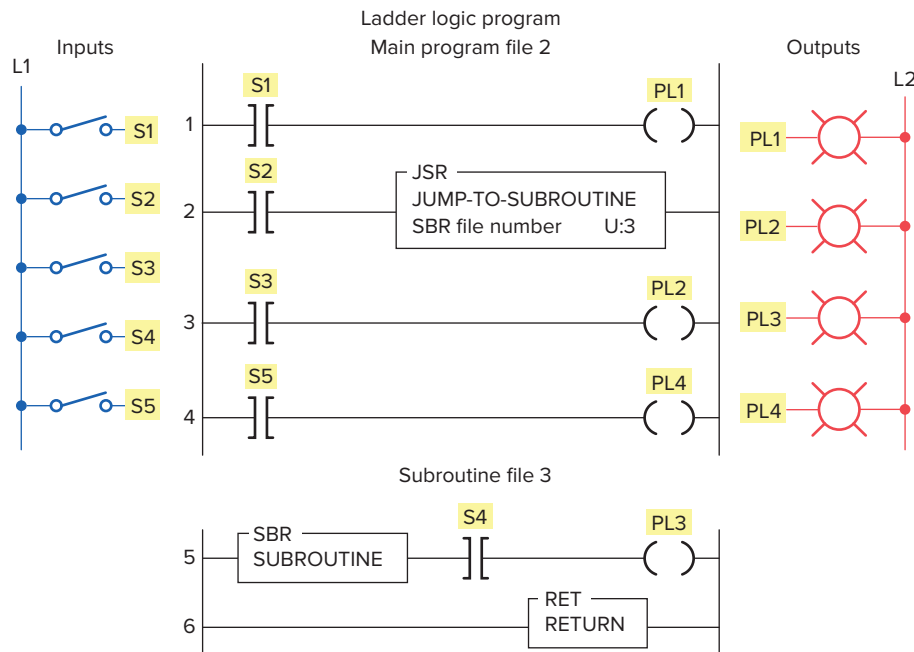 Ladder logic program
Main program file 2
Inputs
Outputs
L1
L2
S1
S2
S3
S4
S5
1
S1
PL1
2
S2
JSR
JUMP-TO-SUBROUTINE
SBR file number U:3
3
S3
PL2
4
S5
PL4
PL1
PL2
PL3
PL4
Subroutine file 3
5
SBR
SUBROUTINE
S4
PL3
6
RET
RETURN